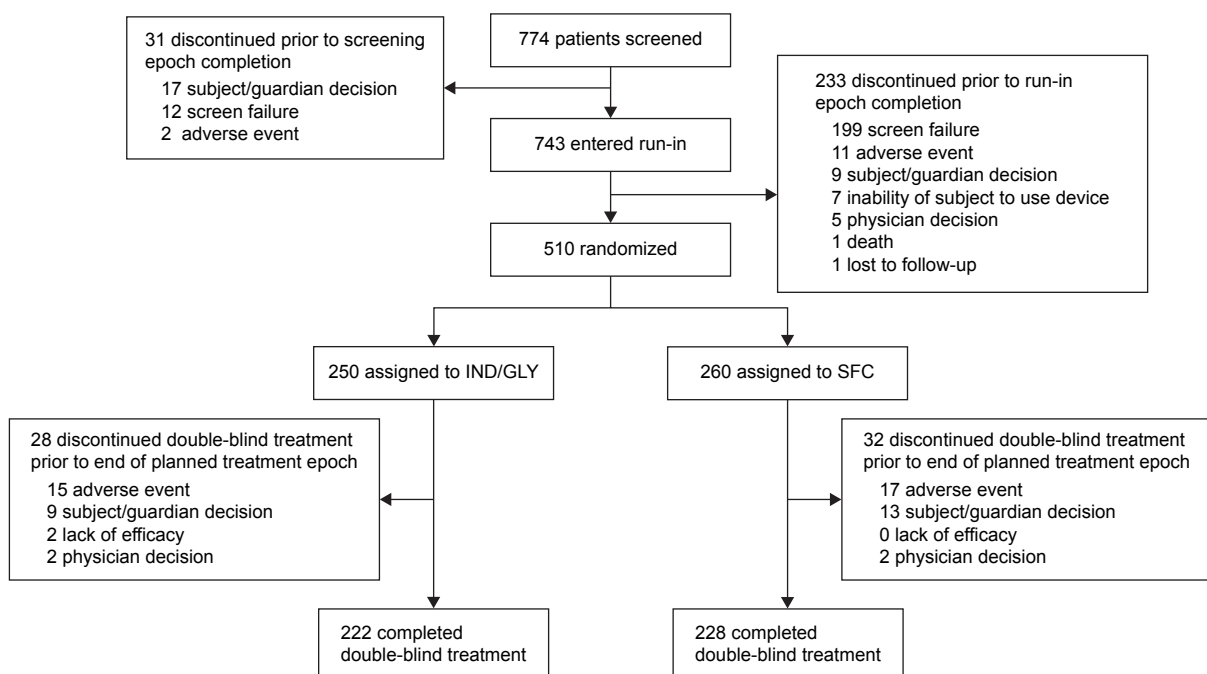 774 patients screened
31 discontinued prior to screening
epoch completion
17 subject/guardian decision
12 screen failure
2 adverse event
743 entered run-in
233 discontinued prior to run-in
epoch completion
199 screen failure
11 adverse event
9 subject/guardian decision
7 inability of subject to use device
5 physician decision
1 death
1 lost to follow-up
510 randomized
250 assigned to IND/GLY
260 assigned to SFC
28 discontinued double-blind treatment
prior to end of planned treatment epoch
15 adverse event
9 subject/guardian decision
2 lack of efficacy
2 physician decision
32 discontinued double-blind treatment
prior to end of planned treatment epoch
17 adverse event
13 subject/guardian decision
0 lack of efficacy
2 physician decision
222 completed
double-blind treatment
228 completed
double-blind treatment